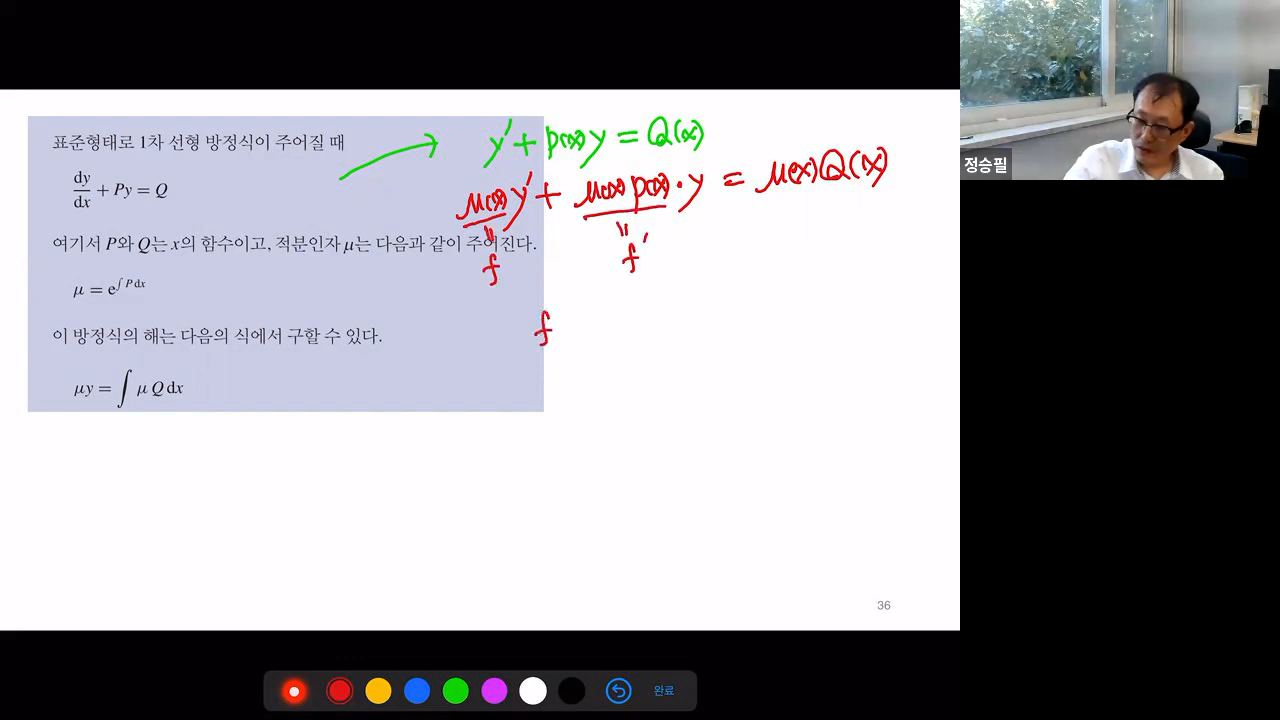 표준형태로 1차 선형 방정식이 주어질 때
dy/dx + Py = Q
여기서 P와 Q는 x의 함수이고, 적분인자 μ는 다음과 같이 주어진다.
μ = e^{∫ P dx}
이 방정식의 해는 다음의 식에서 구할 수 있다.
μy = ∫ μ Q dx
y' + p(x) y = Q(x)
μ(x) y' + μ(x) p(x) · y = μ(x) Q(x)
= =
f f'
f
36
정승필
완료